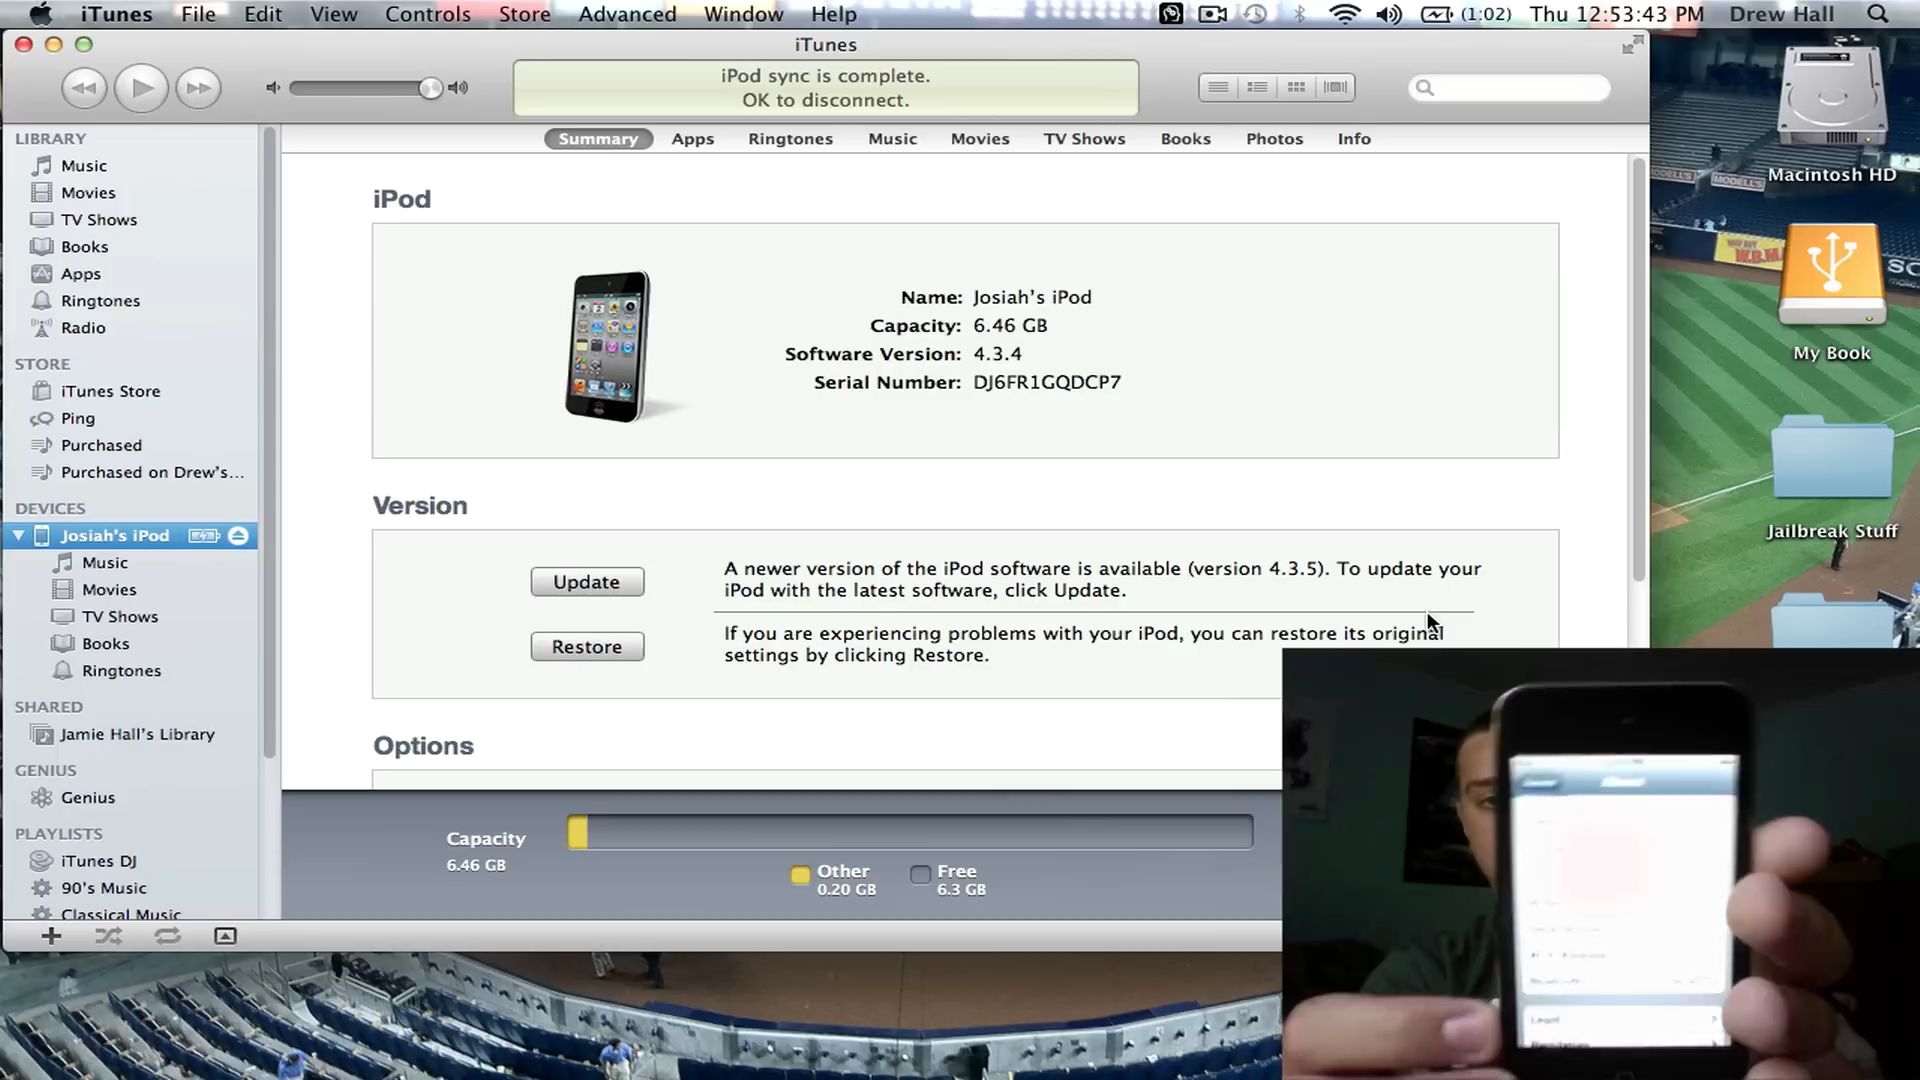 iTunes File Edit View Controls Store Advanced Window Help (1:02) Thu 12:53:43 PM Drew Hall
iTunes
iPod sync is complete.
OK to disconnect.
Summary Apps Ringtones Music Movies TV Shows Books Photos Info
LIBRARY
Music
Movies
TV Shows
Books
Apps
Ringtones
Radio
STORE
iTunes Store
Ping
Purchased
Purchased on Drew's...
DEVICES
Josiah's iPod
Music
Movies
TV Shows
Books
Ringtones
SHARED
Jamie Hall's Library
GENIUS
Genius
PLAYLISTS
iTunes DJ
90's Music
Classical Music
iPod
Name: Josiah's iPod
Capacity: 6.46 GB
Software Version: 4.3.4
Serial Number: DJ6FR1GQDCP7
Version
Update
A newer version of the iPod software is available (version 4.3.5). To update your
iPod with the latest software, click Update.
Restore
If you are experiencing problems with your iPod, you can restore its original
settings by clicking Restore.
Options
Capacity
6.46 GB
Other
0.20 GB
Free
6.3 GB
Macintosh HD
My Book
Jailbreak Stuff
MODELL'S
MODELL'S
W.B.M
Legal